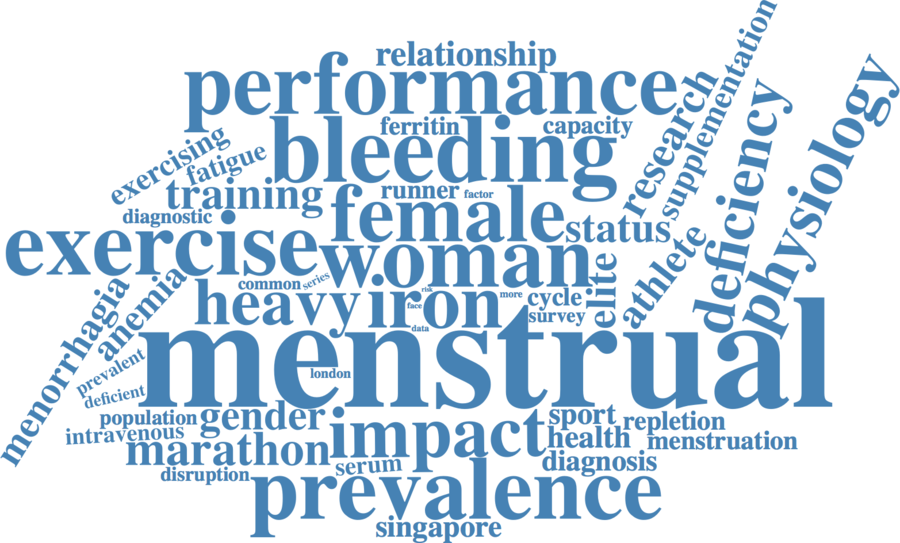 relationship
performance
ferritin
capacity
bleeding
exercising
fatigue
research
supplementation
training
runner
factor
diagnostic
female
status
deficiency
physiology
exercise
woman
elite
athlete
common
series
heavy
iron
risk
face
data
more
cycle
survey
menorrhagia
anemia
menstrual
prevalent
deficient
london
population
gender
impact
sport
repletion
intravenous
marathon
health
menstruation
serum
diagnosis
disruption
prevalence
singapore